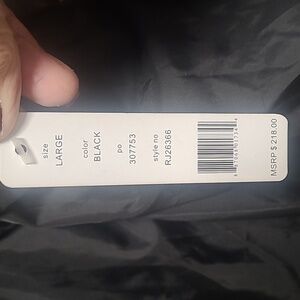 size
LARGE
color
BLACK
po
307753
style no
RJ26366
MSRP $ 218.00